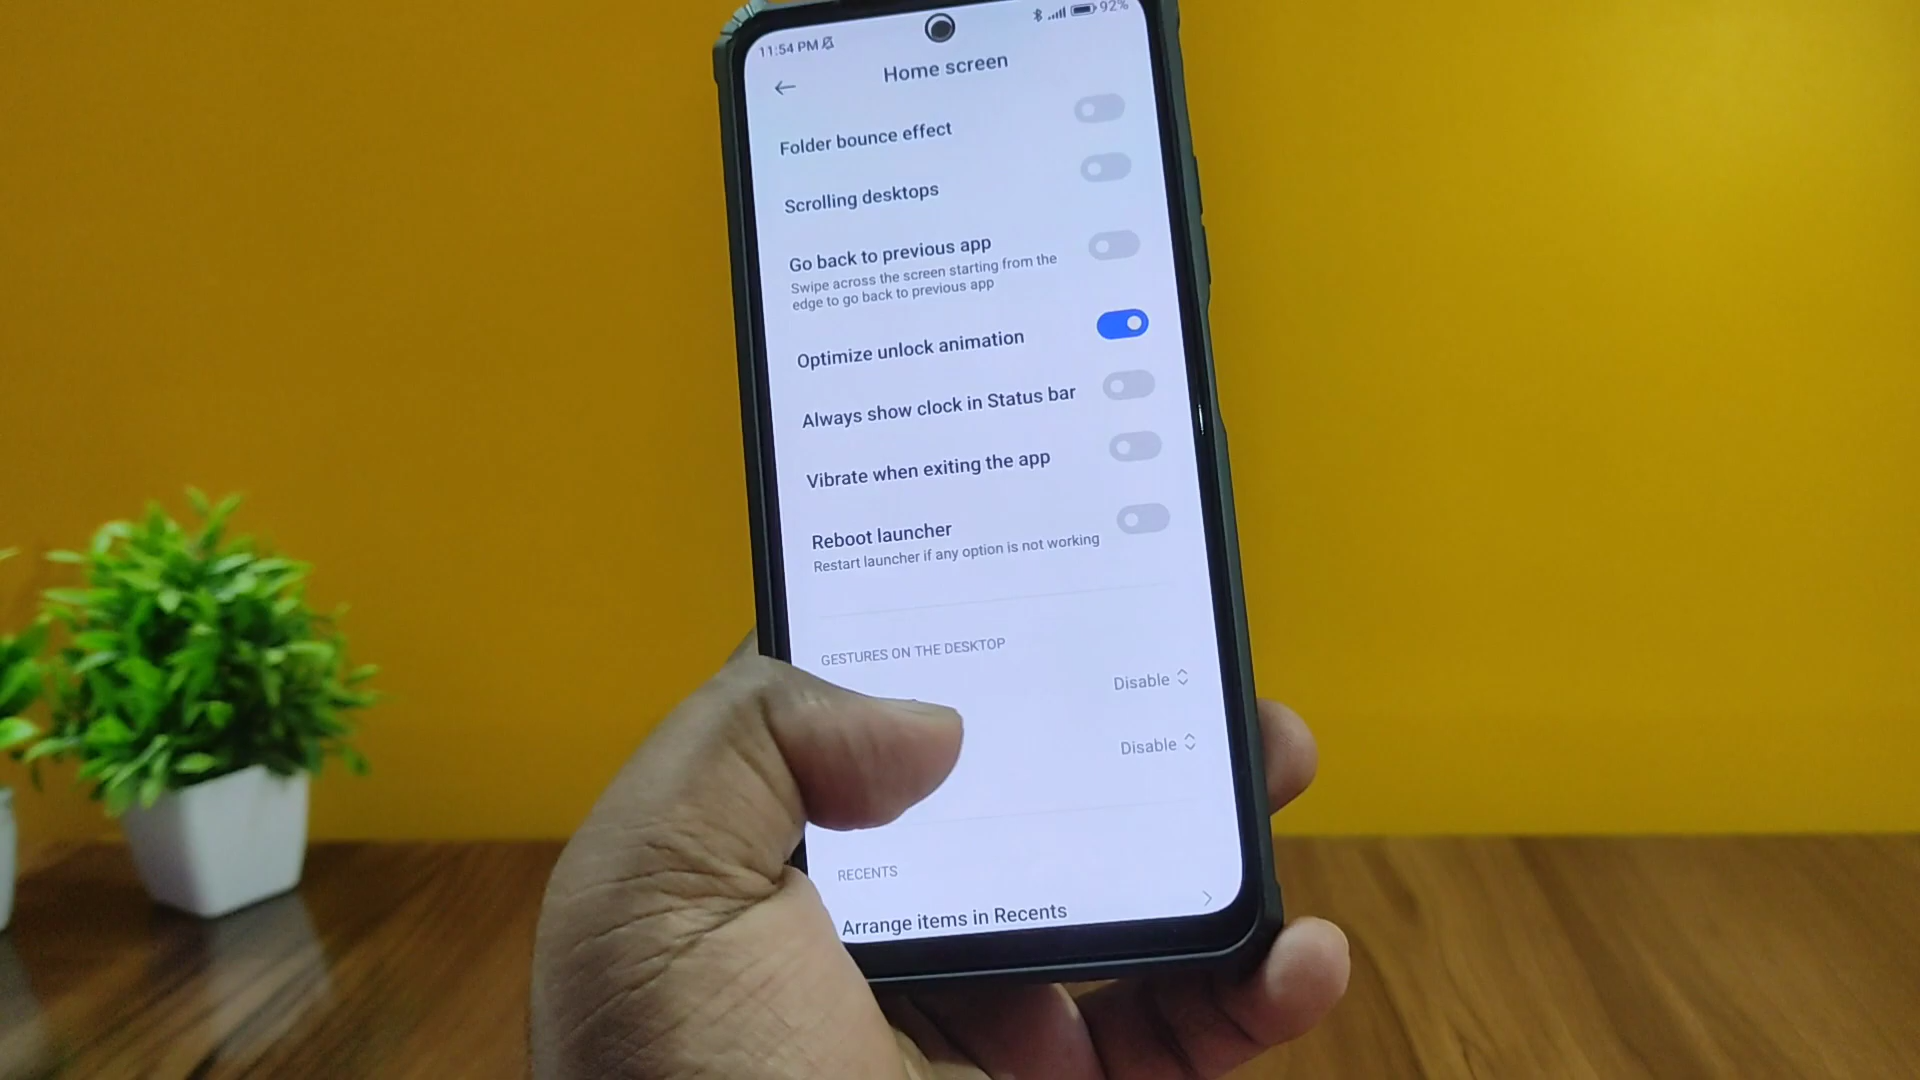 11:54 PM
92%
Home screen
Folder bounce effect
Scrolling desktops
Go back to previous app
Swipe across the screen starting from the
edge to go back to previous app
Optimize unlock animation
Always show clock in Status bar
Vibrate when exiting the app
Reboot launcher
Restart launcher if any option is not working
GESTURES ON THE DESKTOP
Disable
Disable
RECENTS
Arrange items in Recents